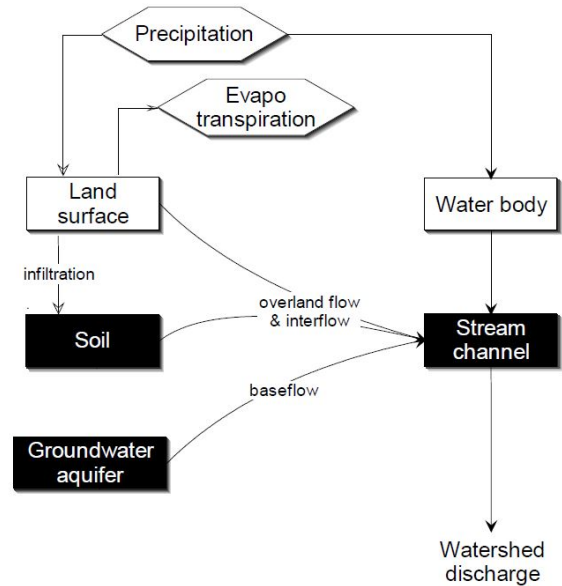 Precipitation
Evapo
transpiration
Land
surface
Water body
infiltration
overland flow
& interflow
Soil
Stream
channel
baseflow
Groundwater
aquifer
Watershed
discharge